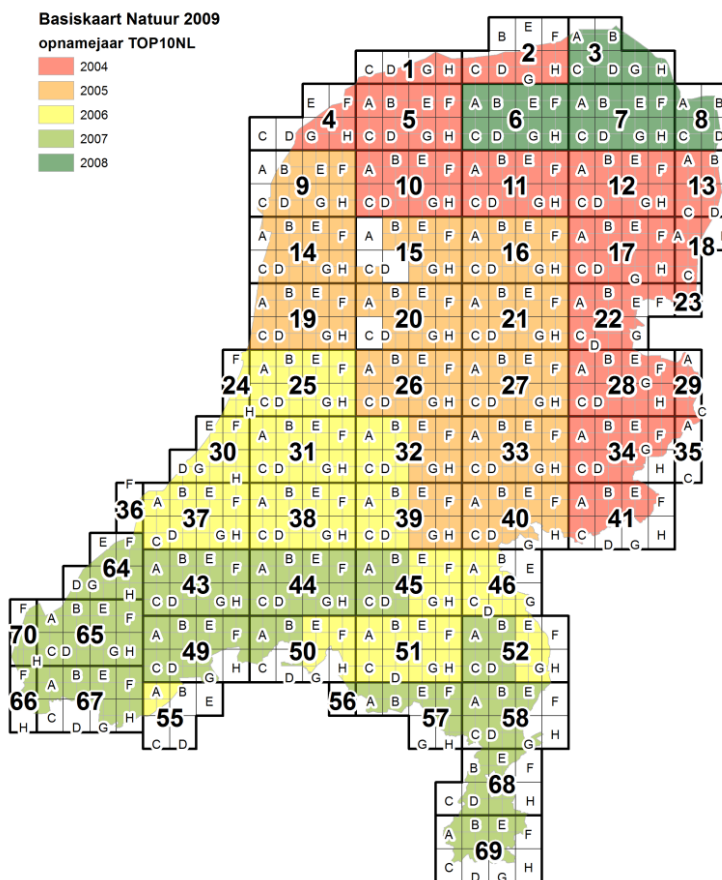 Basiskaart Natuur 2009
opnamejaar TOP10NL
2004
2005
2006
2007
2008
B E F A B
2 3
C D 1 G H C D G H C D G H
E F A B E F A B E F A B E F A B
4 5 6 7 8
C D G H C D G H C D G H C D G H C D
A B E F A B E F A B E F A B E F A B
9 10 11 12 13
C D G H C D G H C D G H C D G H C D
A B E F A B E F A B E F A B E F A
14 15 16 17 18
C D G H C D G H C D G H C D G H C
A B E F A B E F A B E F A B E F 23
19 20 21 22
C D G H C D G H C D G H C D G
F A B E F A B E F A B E F A B E F A
24 25 26 27 28 G 29
H C D G H C D G H C D G H C D H C
E F A B E F A B E F A B E F A B E F A
30 31 32 33 34 G 35
D G H C D G H C D G H C D G H C D H C
F A B E F A B E F A B E F A B E F A B E F
36 37 38 39 40 41
C D G H C D G H C D G H C D G H C D G H
E F A B E F A B E F A B E F A B E
64 43 44 45 46
D G H C D G H C D G H C D G H C D G
F A B E F A B E F A B E F A B E F A B E F
70 65 49 50 51 52
H C D G H C D G H C D G H C D G H C D G H
F A B E F A B E 56 A B E F A B E F
66 67 55 57 58
H C D G H C D G H C D G H
B E F
68
C D H
A B E F
69
C D G H